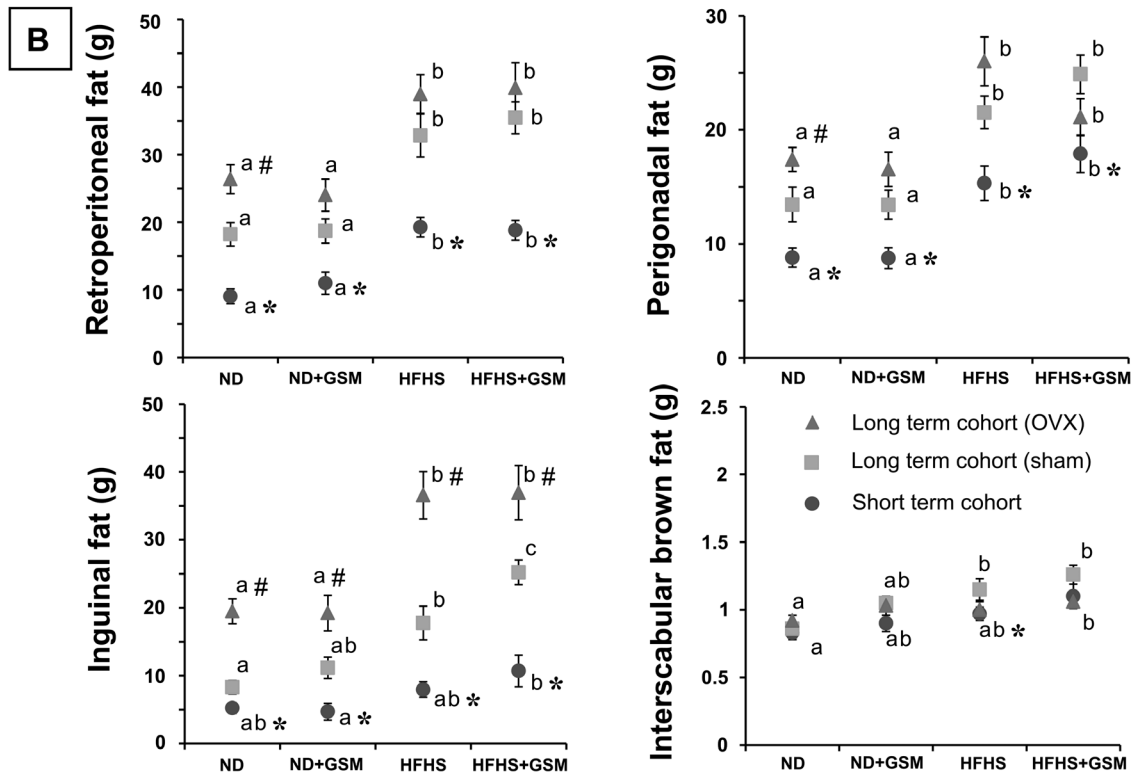 B
Retroperitoneal fat (g)
50
40
30
20
10
0
a #
a
a *
a
a
a *
b
b
b *
b
b
b *
ND
ND+GSM
HFHS
HFHS+GSM
Perigonadal fat (g)
30
20
10
0
a #
a
a *
a
a
a *
b
b
b *
b
b
b *
ND
ND+GSM
HFHS
HFHS+GSM
Inguinal fat (g)
50
40
30
20
10
0
a #
a
ab *
a #
ab
a *
b #
b
ab *
b #
c
b *
ND
ND+GSM
HFHS
HFHS+GSM
Interscabular brown fat (g)
2.5
2
1.5
1
0.5
0
Long term cohort (OVX)
Long term cohort (sham)
Short term cohort
a
a
ab
ab
b
ab *
b
b
ND
ND+GSM
HFHS
HFHS+GSM